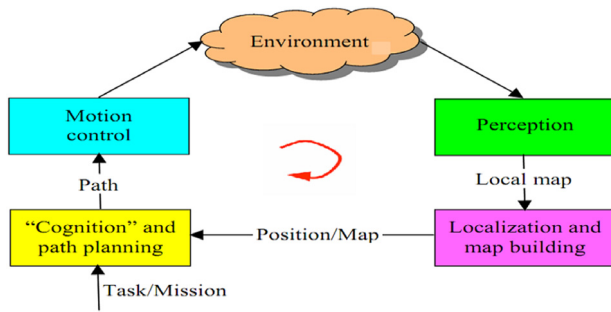 Environment
Motion
control
Perception
Path
Local map
“Cognition” and
path planning
Position/Map
Localization and
map building
Task/Mission